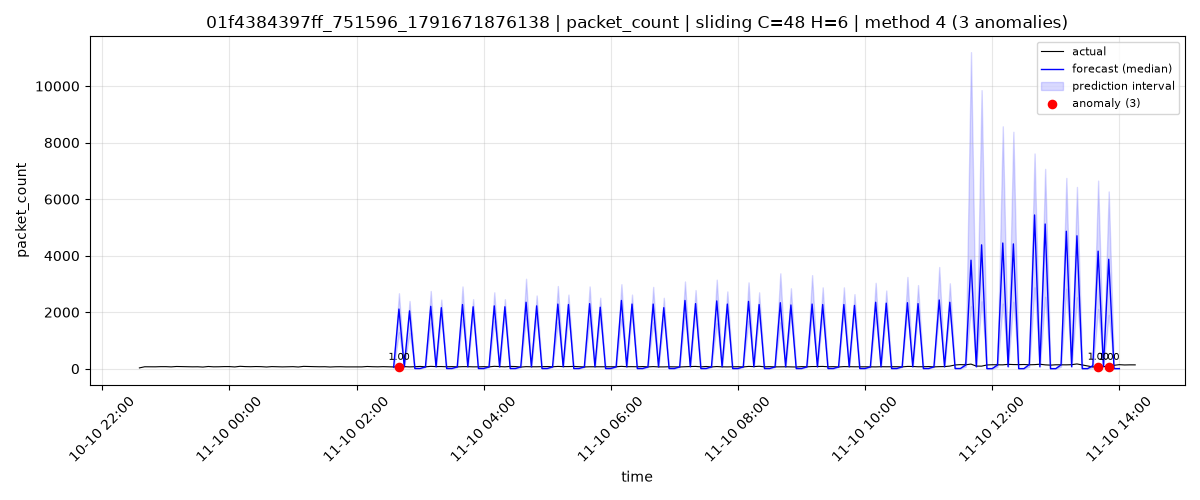 01f4384397ff_751596_1791671876138 | packet_count | sliding C=48 H=6 | method 4 (3 anomalies)
actual
forecast (median)
prediction interval
anomaly (3)
packet_count
10000
8000
6000
4000
2000
0
1.00
10-10 22:00
11-10 00:00
11-10 02:00
11-10 04:00
11-10 06:00
11-10 08:00
11-10 10:00
11-10 12:00
11-10 14:00
time